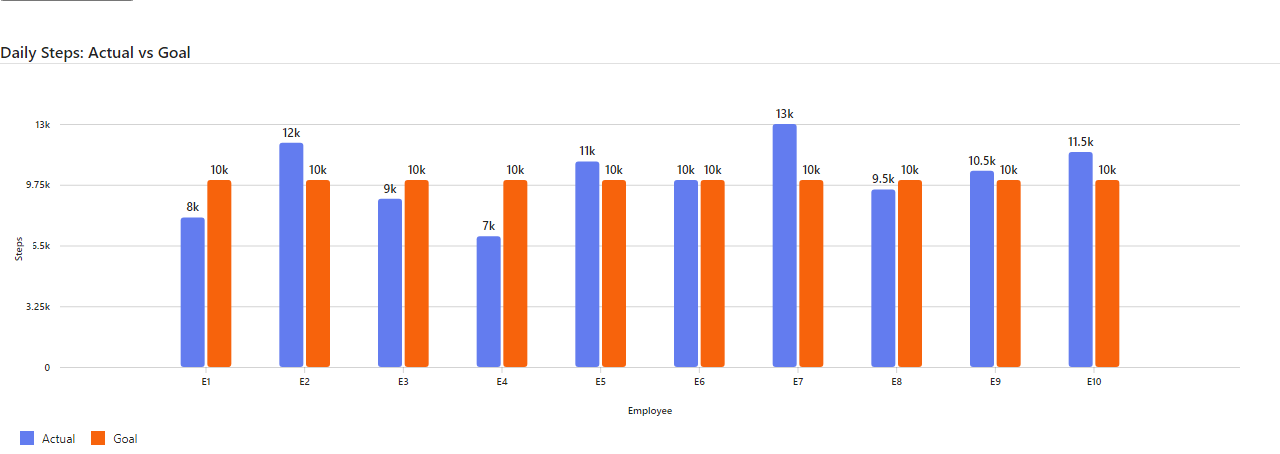 Daily Steps: Actual vs Goal
13k
9.75k
6.5k
3.25k
0
Steps
8k 10k
12k 10k
9k 10k
7k 10k
11k 10k
10k 10k
13k 10k
9.5k 10k
10.5k 10k
11.5k 10k
E1 E2 E3 E4 E5 E6 E7 E8 E9 E10
Employee
Actual Goal